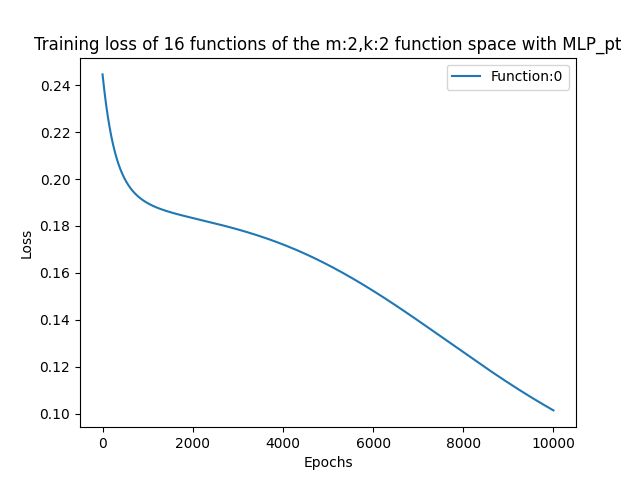 Training loss of 16 functions of the m:2,k:2 function space with MLP_pt
Function:0
Loss
0.24
0.22
0.20
0.18
0.16
0.14
0.12
0.10
0 2000 4000 6000 8000 10000
Epochs